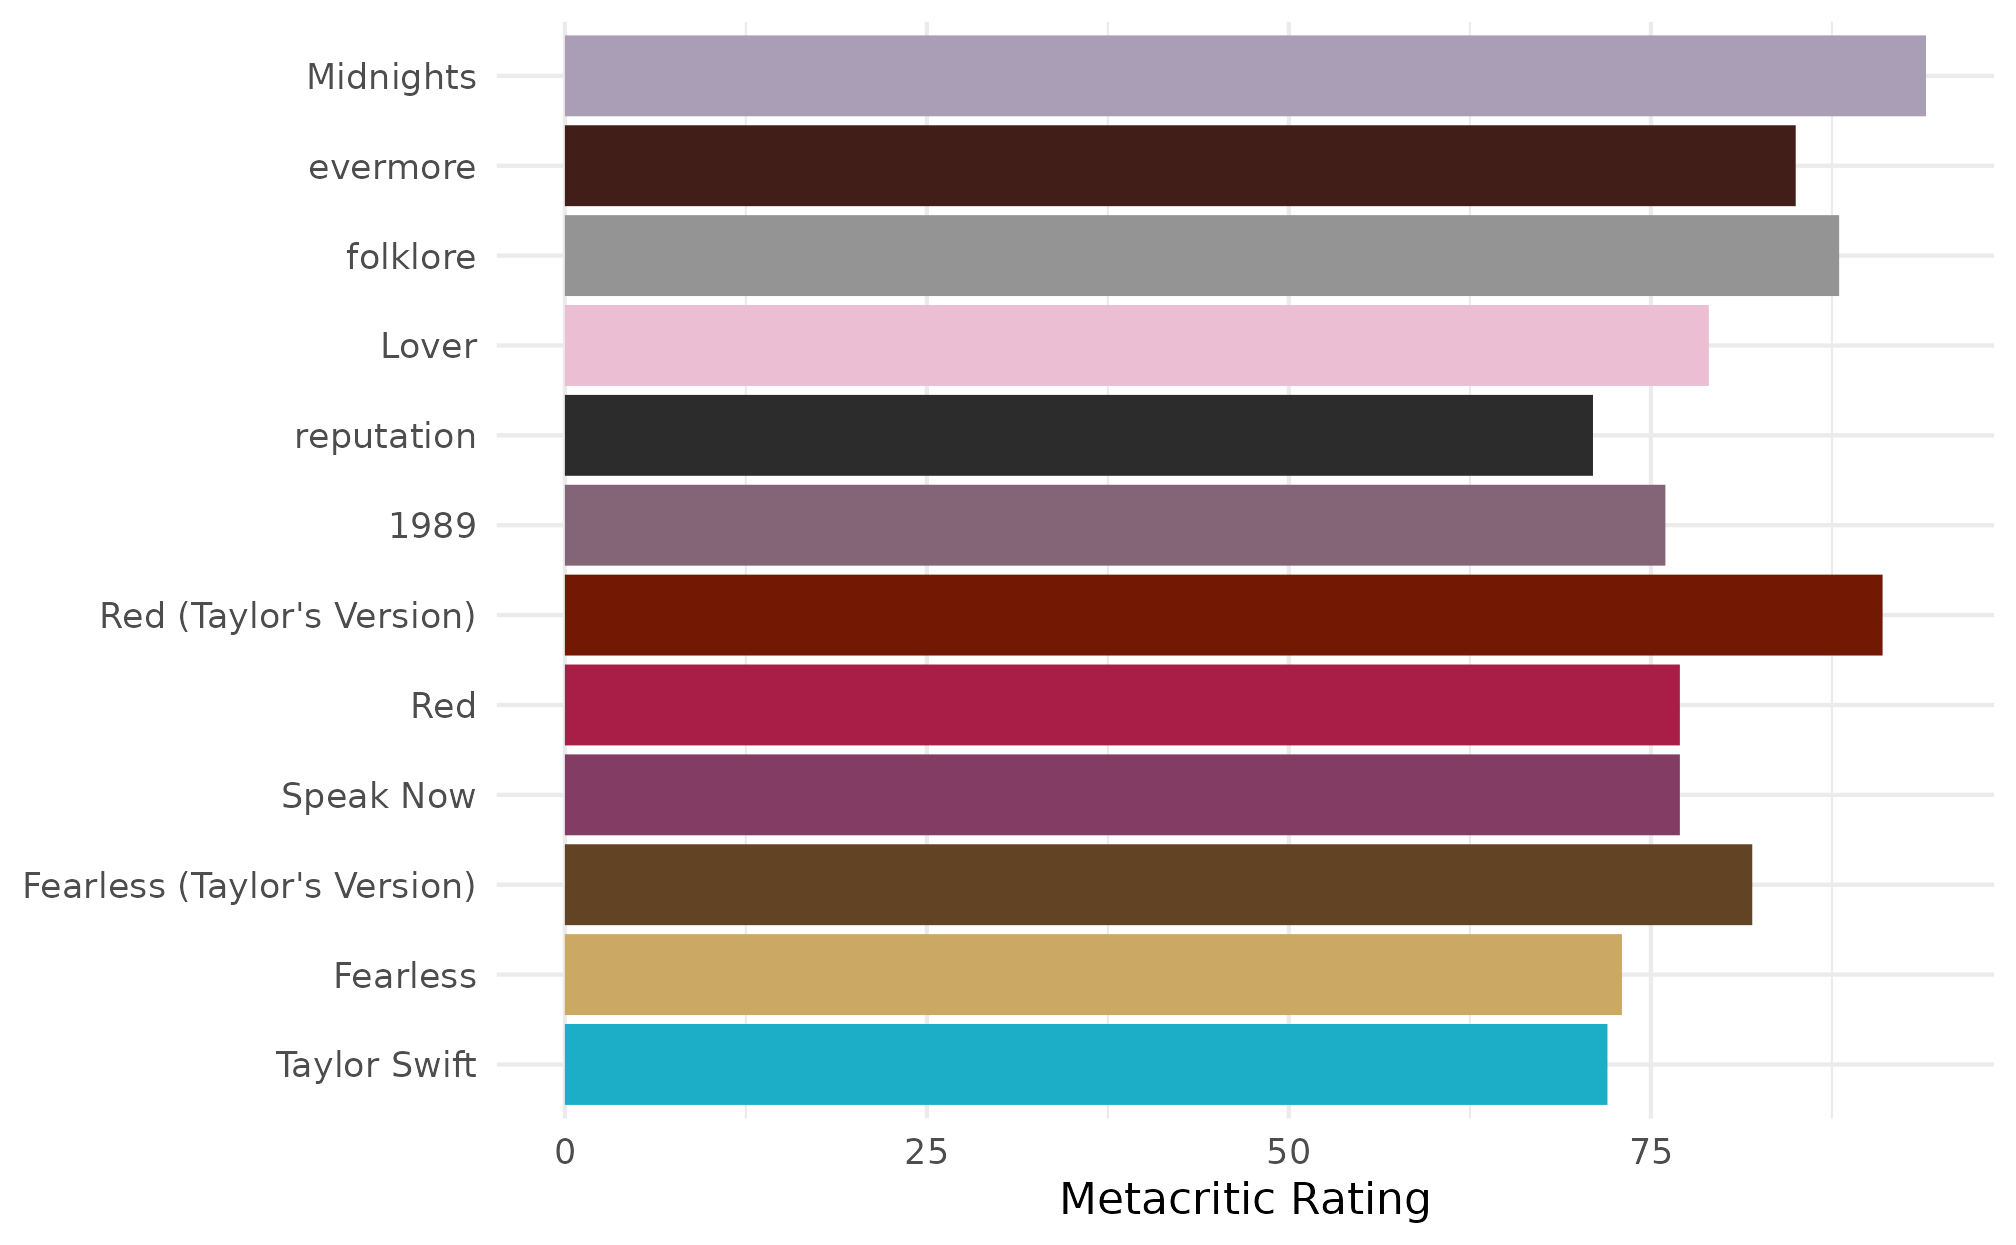 Midnights
evermore
folklore
Lover
reputation
1989
Red (Taylor's Version)
Red
Speak Now
Fearless (Taylor's Version)
Fearless
Taylor Swift
0 25 50 75
Metacritic Rating